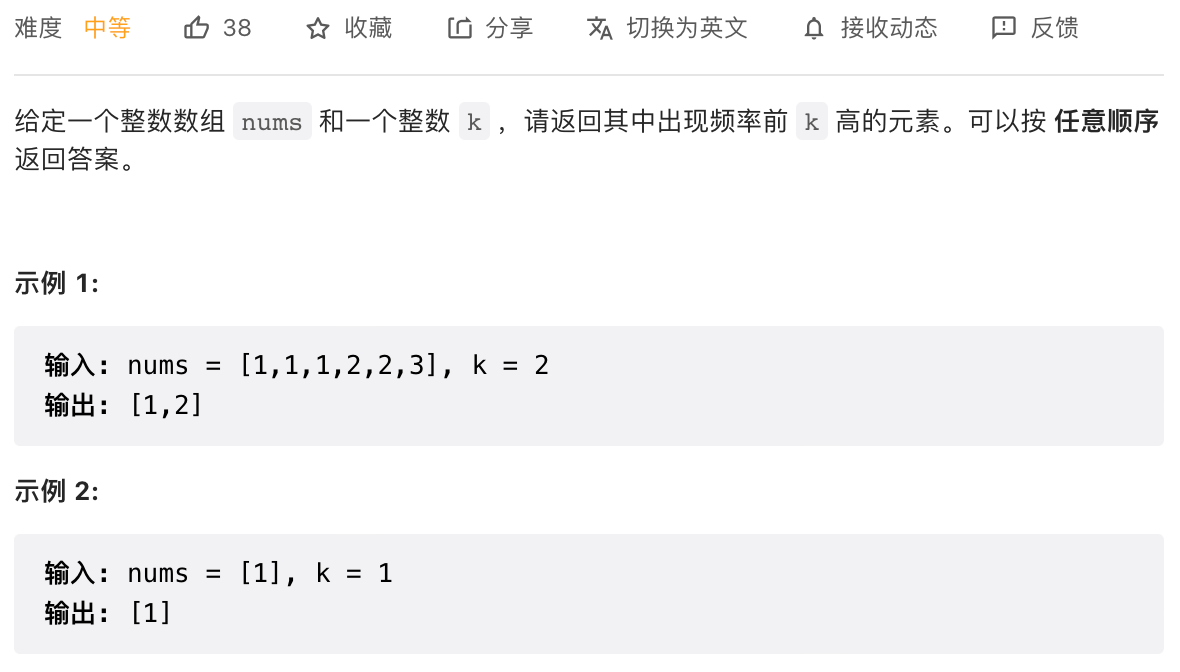 难度 中等 38 收藏 分享 切换为英文 接收动态 反馈
给定一个整数数组 nums 和一个整数 k ，请返回其中出现频率前 k 高的元素。可以按 任意顺序
返回答案。
示例 1:
输入: nums = [1,1,1,2,2,3], k = 2
输出: [1,2]
示例 2:
输入: nums = [1], k = 1
输出: [1]